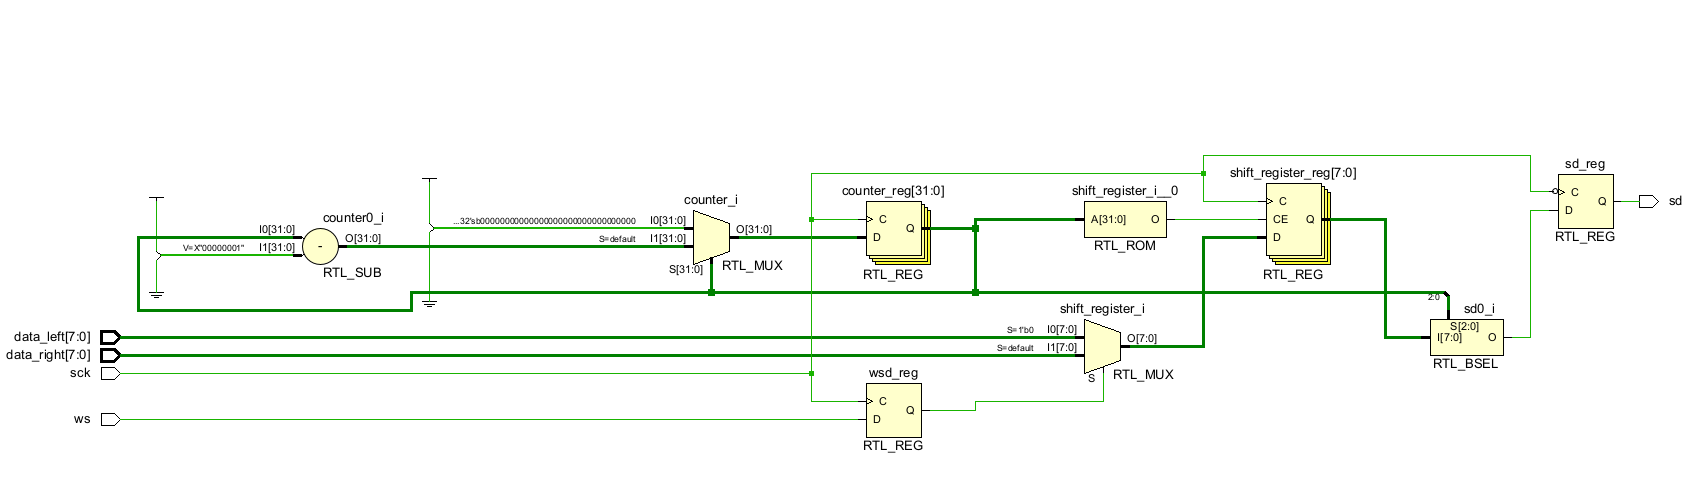 sd_reg
C
D
Q
RTL_REG
sd
counter_reg[31:0]
C
D
Q
RTL_REG
shift_register_i__0
A[31:0]
O
RTL_ROM
shift_register_reg[7:0]
C
CE
D
Q
RTL_REG
counter0_i
I0[31:0]
V=X"00000001"
I1[31:0]
-
O[31:0]
RTL_SUB
counter_i
I0[31:0]
S=default
I1[31:0]
O[31:0]
S[31:0]
RTL_MUX
2:0
sd0_i
S[2:0]
I[7:0]
O
RTL_BSEL
shift_register_i
S=1'b0
I0[7:0]
S=default
I1[7:0]
O[7:0]
S
RTL_MUX
data_left[7:0]
data_right[7:0]
sck
ws
wsd_reg
C
D
Q
RTL_REG